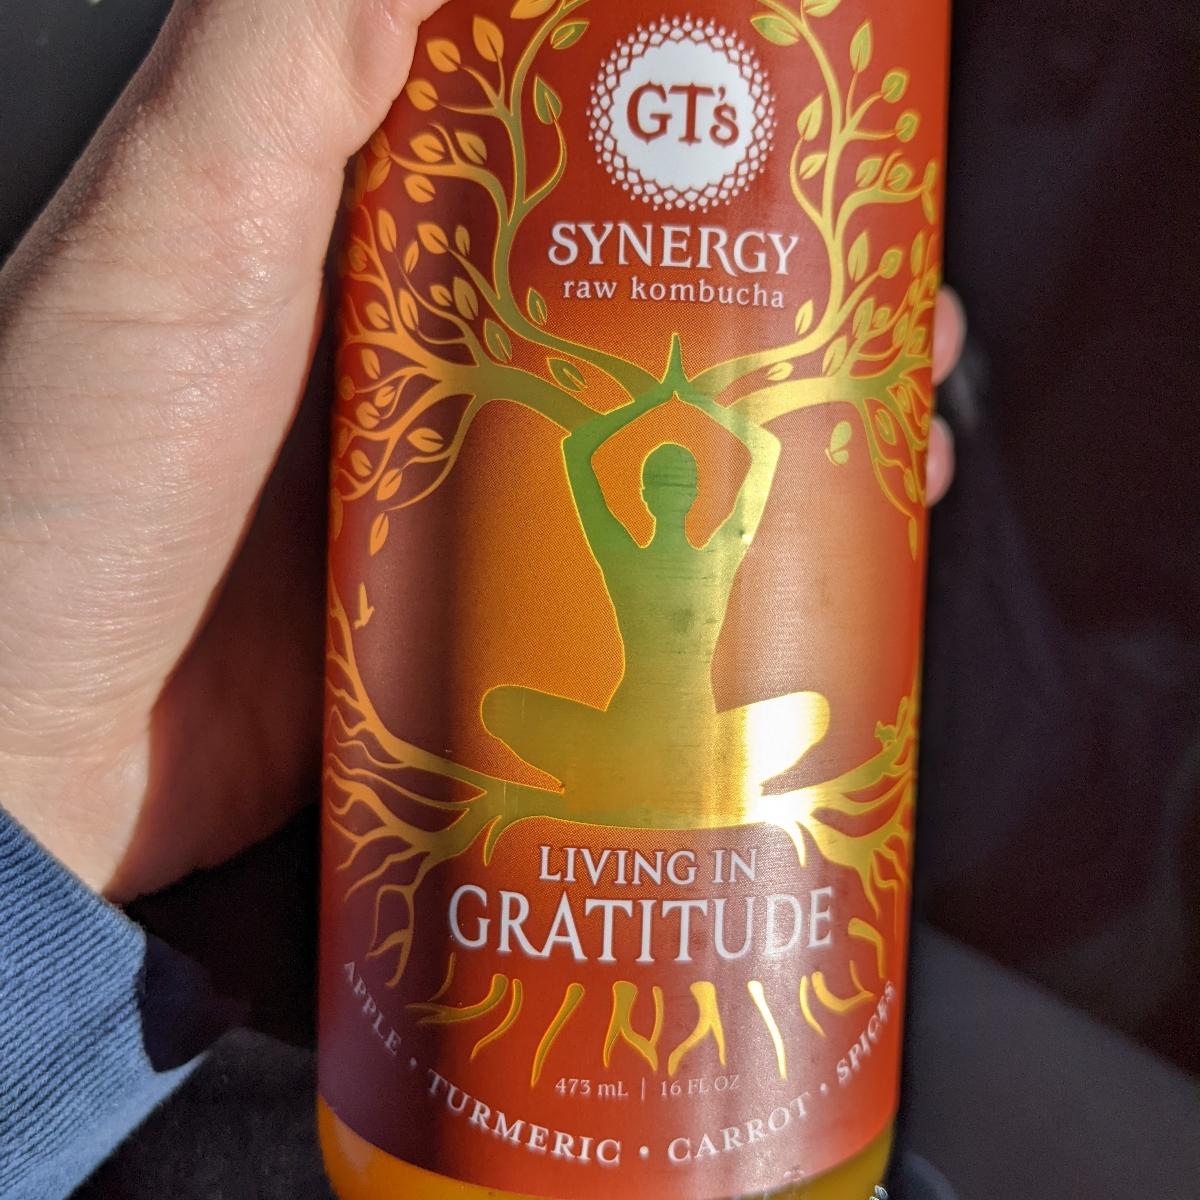 GT's
SYNERGY
raw kombucha
LIVING IN
GRATITUDE
473 mL | 16 FL OZ
APPLE • TURMERIC • CARROT • SPICES